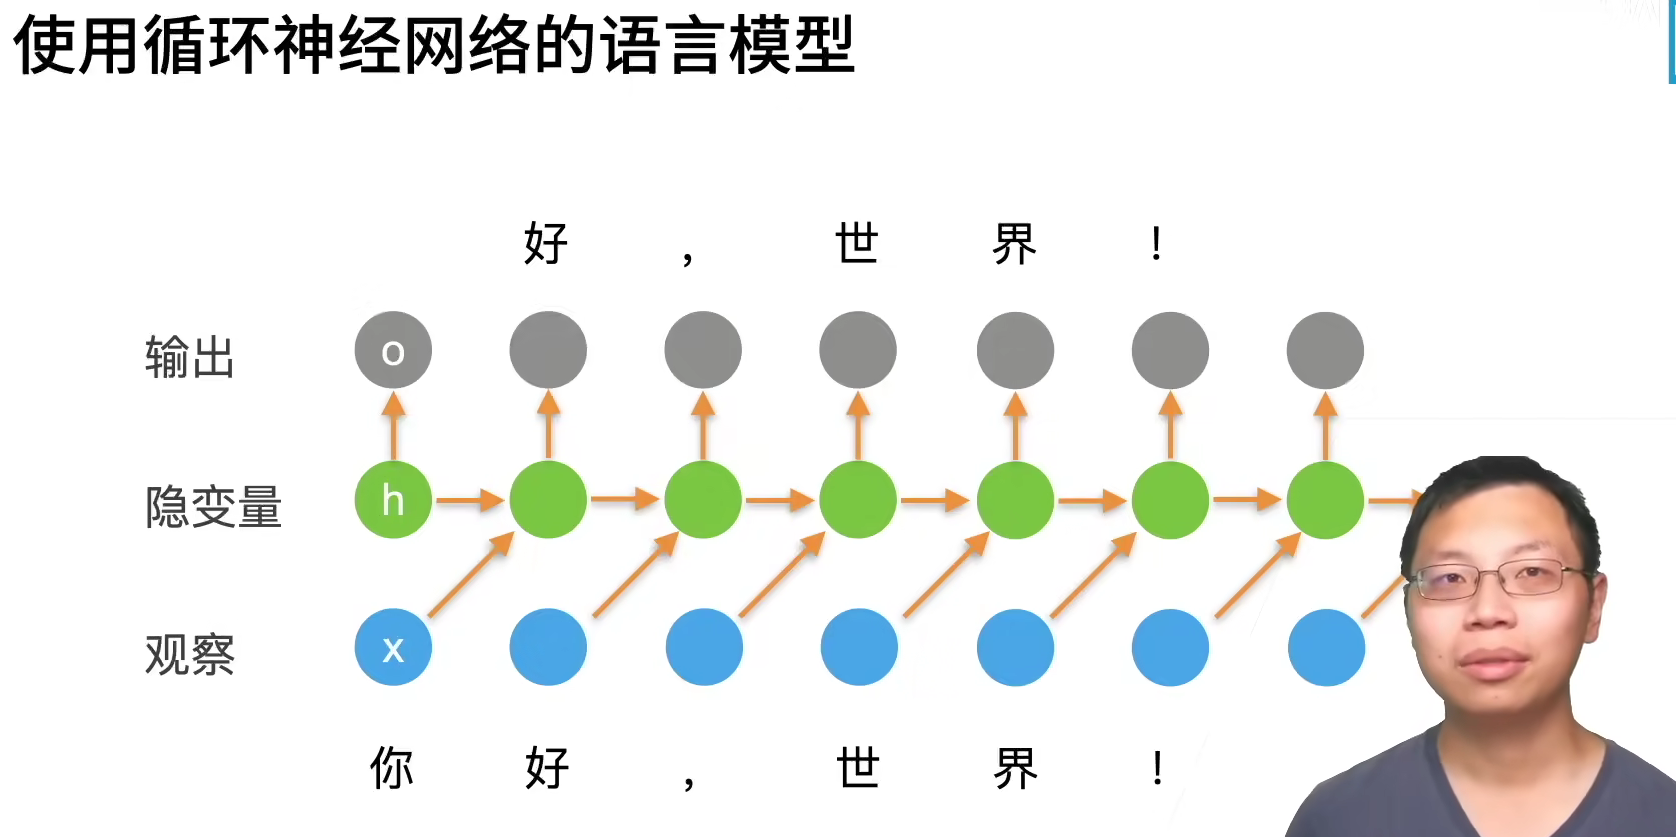 使用循环神经网络的语言模型
好 , 世 界 !
输出 o
隐变量 h
观察 x
你 好 , 世 界 !